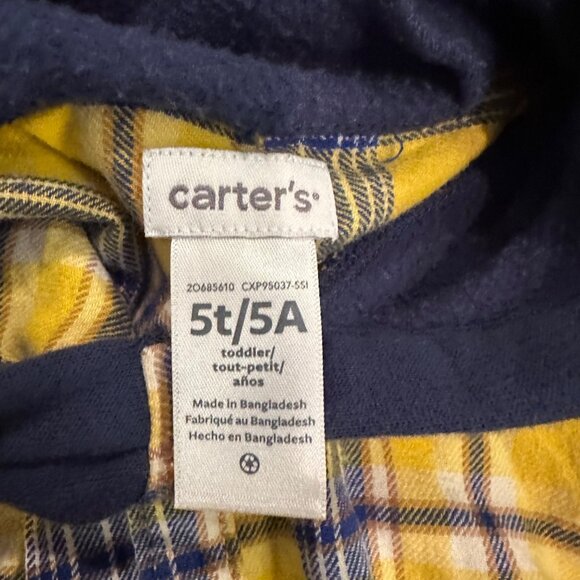 carter's
20685610 CXP95037-SS1
5t/5A
toddler/
tout-petit/
años
Made in Bangladesh
Fabriqué au Bangladesh
Hecho en Bangladesh